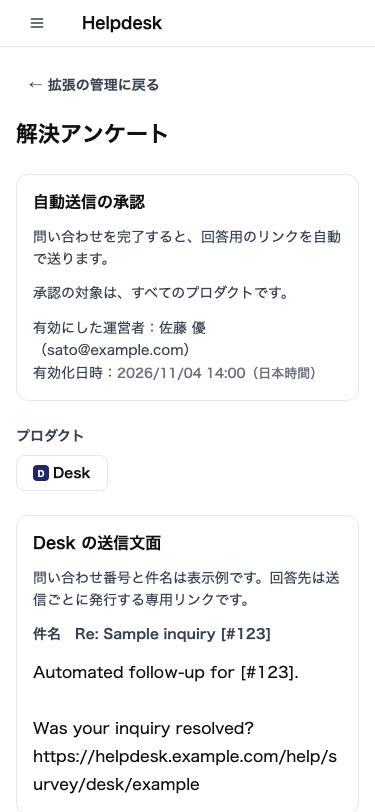 Helpdesk
← 拡張の管理に戻る
解決アンケート
自動送信の承認
問い合わせを完了すると、回答用のリンクを自動
で送ります。
承認の対象は、すべてのプロダクトです。
有効にした運営者：佐藤 優
（sato@example.com）
有効化日時：2026/11/04 14:00（日本時間）
プロダクト
D Desk
Desk の送信文面
問い合わせ番号と件名は表示例です。回答先は送
信ごとに発行する専用リンクです。
件名 Re: Sample inquiry [#123]
Automated follow-up for [#123].
Was your inquiry resolved?
https://helpdesk.example.com/help/s
urvey/desk/example